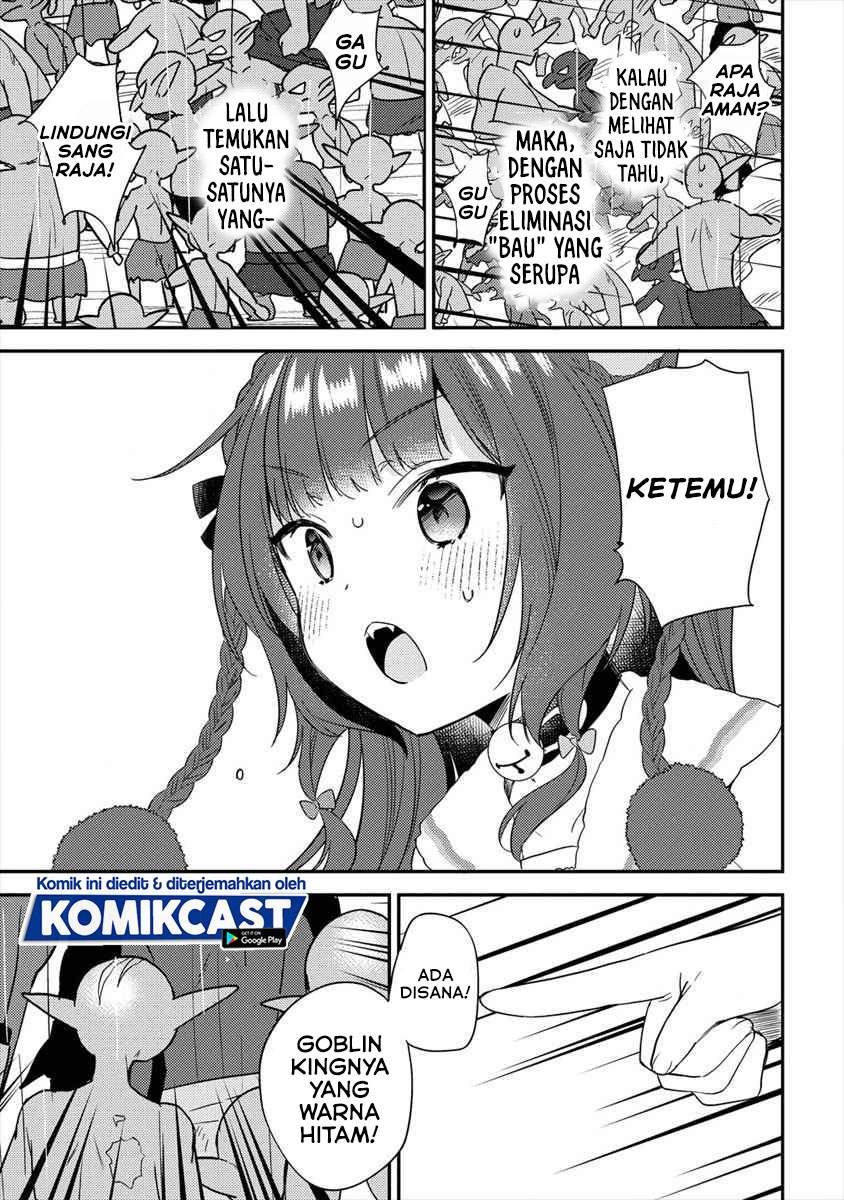 APA
RAJA
AMAN?
KALAU
DENGAN
MELIHAT
SAJA TIDAK
TAHU,
MAKA,
DENGAN
PROSES
ELIMINASI
"BAU" YANG
SERUPA
GU
GU
GA
GU
LALU
TEMUKAN
SATU-
SATUNYA
YANG-
LINDUNGI
SANG
RAJA!
KETEMU!
ADA
DISANA!
GOBLIN
KINGNYA
YANG
WARNA
HITAM!
Komik ini diedit & diterjemahkan oleh
KOMIKCAST
GET IT ON
Google Play